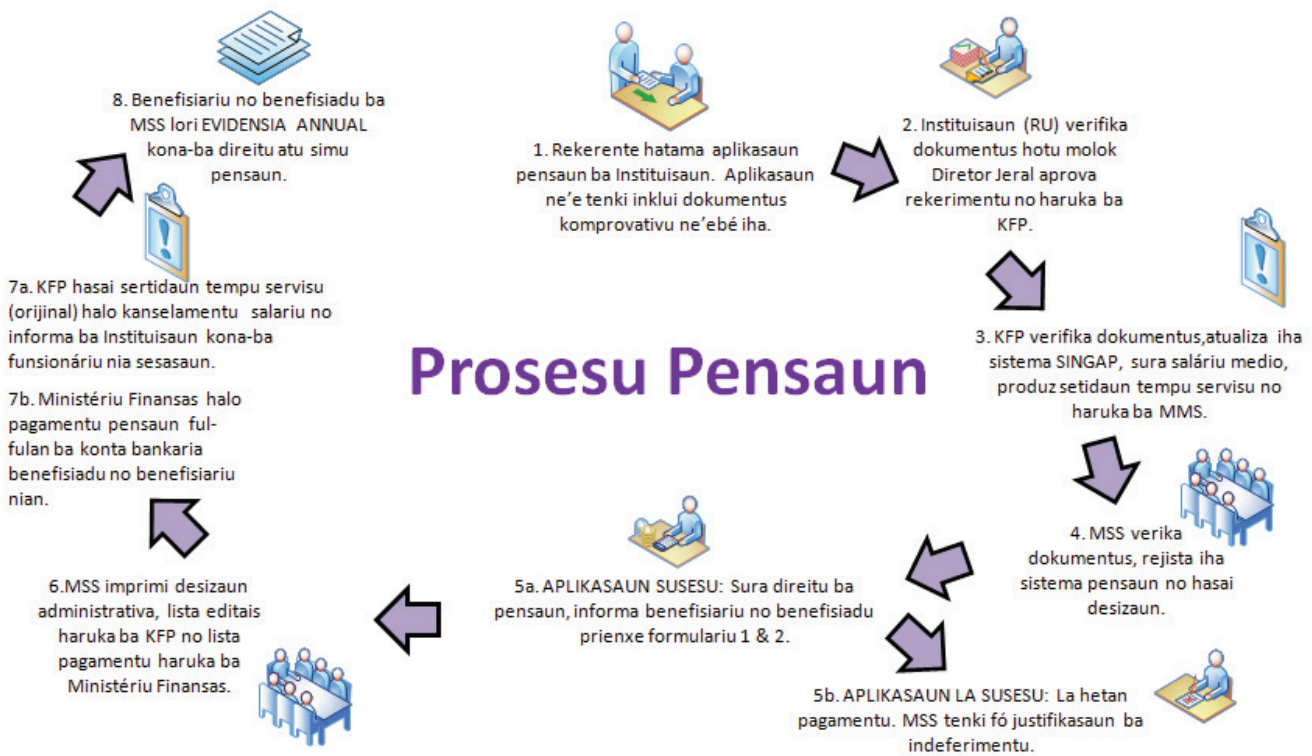 Prosesu Pensaun
1. Rekerente hatama aplikasaun
pensaun ba Instituisaun. Aplikasaun
ne’e tenki inklui dokumentus
komprovativu ne’ebé iha.
2. Instituisaun (RU) verifika
dokumentus hotu molok
Diretor Jeral aprova
rekerimentu no haruka ba
KFP.
3. KFP verifika dokumentus,atualiza iha
sistema SINGAP, sura saláriu medio,
produz setidaun tempu servisu no
haruka ba MMS.
4. MSS verika
dokumentus, rejista iha
sistema pensaun no hasai
desizaun.
5a. APLIKASAUN SUSESU: Sura direitu ba
pensaun, informa benefisiariu no benefisiadu
prienxe formulariu 1 & 2.
5b. APLIKASAUN LA SUSESU: La hetan
pagamentu. MSS tenki fó justifikasaun ba
indeferimentu.
6.MSS imprimi desizaun
administrativa, lista editais
haruka ba KFP no lista
pagamentu haruka ba
Ministériu Finansas.
7a. KFP hasai sertidaun tempu servisu
(orijinal) halo kanselamentu salariu no
informa ba Instituisaun kona-ba
funsionáriu nia sesasaun.
7b. Ministériu Finansas halo
pagamentu pensaun ful-
fulan ba konta bankaria
benefisiadu no benefisiariu
nian.
8. Benefisiariu no benefisiadu ba
MSS lori EVIDENSIA ANNUAL
kona-ba direitu atu simu
pensaun.